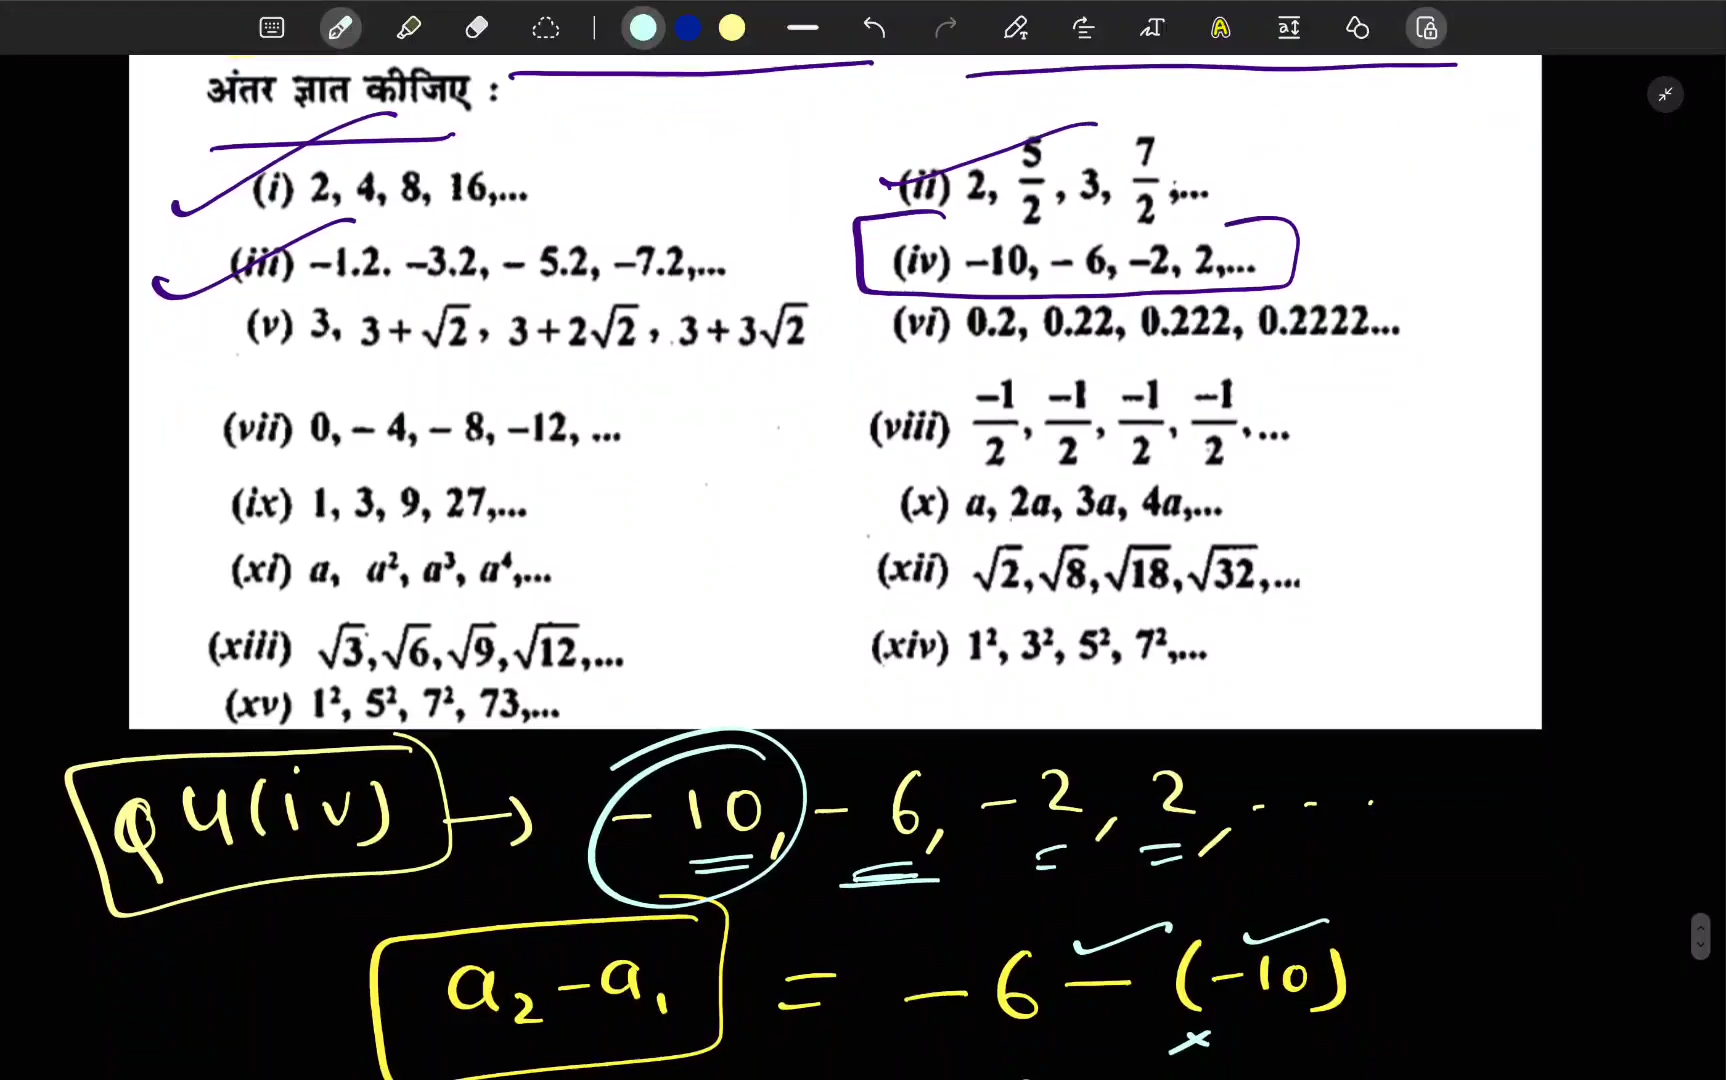 अंतर ज्ञात कीजिए :
(i) 2, 4, 8, 16,...
(ii) 2, 5/2, 3, 7/2,...
(iii) −1.2. −3.2, − 5.2, −7.2,...
(iv) −10, − 6, −2, 2,...
(v) 3, 3 + √2, 3 + 2√2, 3 + 3√2
(vi) 0.2, 0.22, 0.222, 0.2222...
(vii) 0, − 4, − 8, −12, ...
(viii) −1/2, −1/2, −1/2, −1/2, ...
(ix) 1, 3, 9, 27,...
(x) a, 2a, 3a, 4a,...
(xi) a, a², a³, a⁴,...
(xii) √2, √8, √18, √32,...
(xiii) √3, √6, √9, √12,...
(xiv) 1², 3², 5², 7²,...
(xv) 1², 5², 7², 73,...
Q4(iv) → −10, −6, −2, 2, ....
a₂ − a₁ = −6 − (−10)